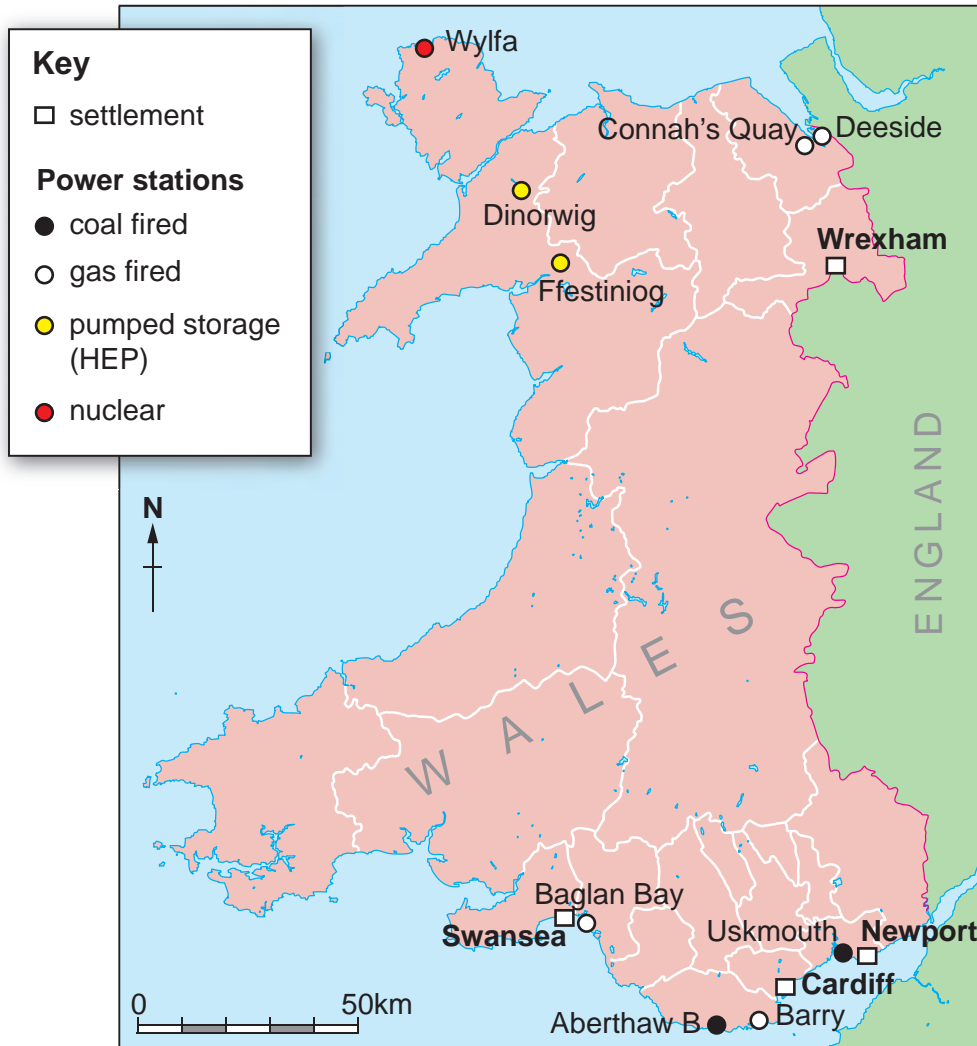 Key
settlement
Power stations
coal fired
gas fired
pumped storage
(HEP)
nuclear
Wylfa
Connah's Quay
Deeside
Dinorwig
Wrexham
Ffestiniog
ENGLAND
N
WALES
Baglan Bay
Swansea
Uskmouth
Newport
Cardiff
Aberthaw B
Barry
0 50km